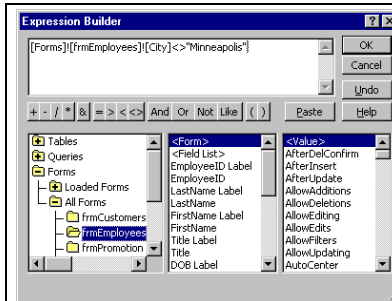 Expression Builder
[Forms]![frmEmployees]![City]<>"Minneapolis"
OK
Cancel
Undo
+ - / * & = > < <> And Or Not Like ( ) Paste Help
Tables
Queries
Forms
Loaded Forms
All Forms
frmCustomers
frmEmployees
frmPromotion
<Form>
<Field List>
EmployeeID Label
EmployeeID
LastName Label
LastName
FirstName Label
FirstName
Title Label
Title
DOB Label
<Value>
AfterDelConfirm
AfterInsert
AfterUpdate
AllowAdditions
AllowDeletions
AllowEditing
AllowEdits
AllowFilters
AllowUpdating
AutoCenter